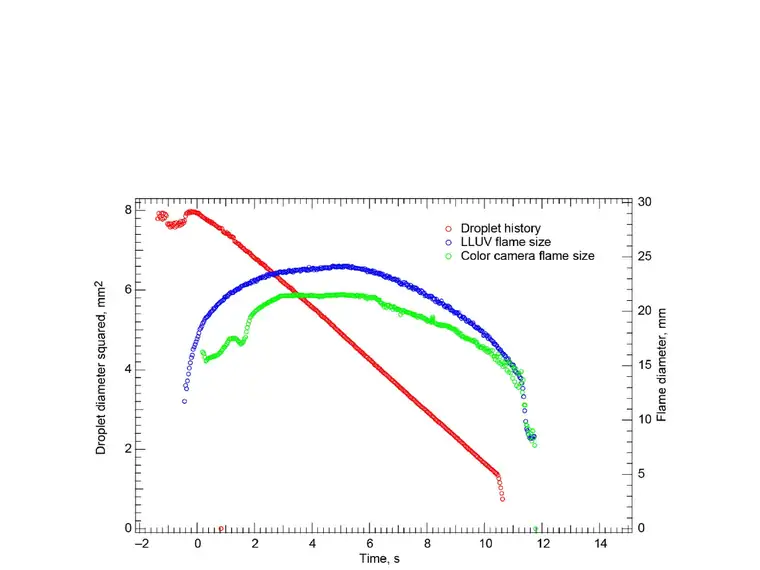 30
8
Droplet history
LLUV flame size
25
Color camera flame size
6
20
Droplet diameter squared, mm2
Flame diameter, mm
4
15
10
2
5
0
0
−2 0 2 4 6 8 10 12 14
Time, s